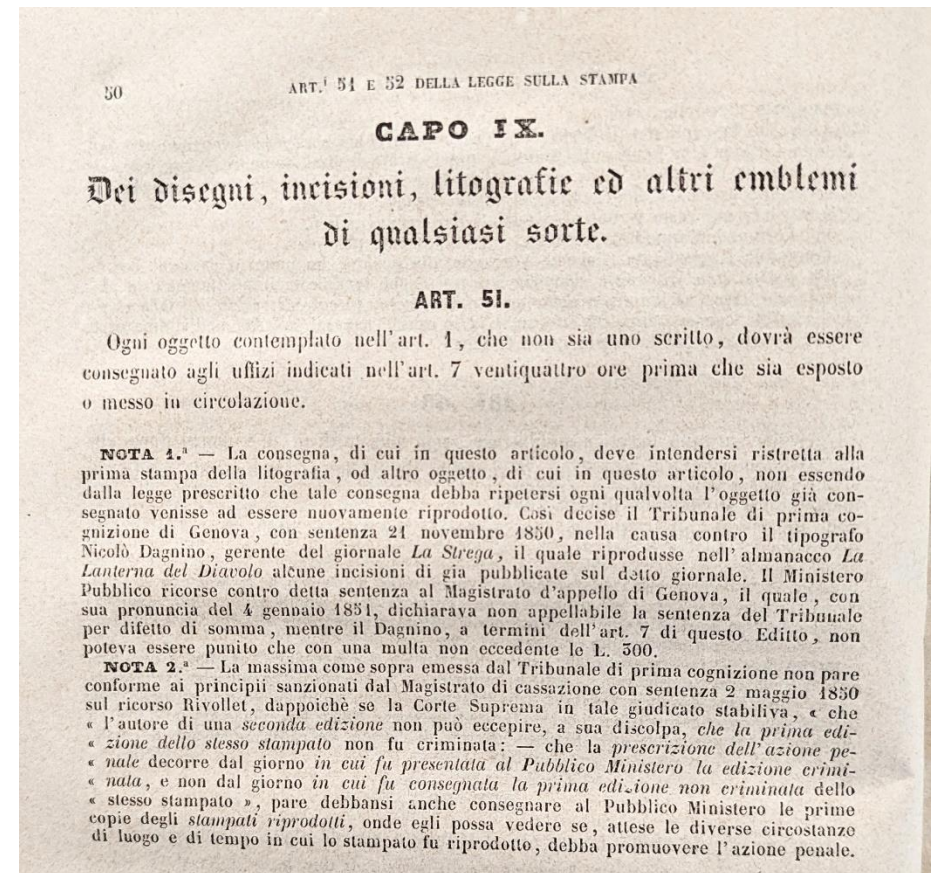 50
ART.ⁱ 51 E 52 DELLA LEGGE SULLA STAMPA
CAPO IX.
Dei disegni, incisioni, litografie ed altri emblemi
di qualsiasi sorte.
ART. 51.
Ogni oggetto contemplato nell'art. 1, che non sia uno scritto, dovrà essere
consegnato agli uffizi indicati nell'art. 7 ventiquattro ore prima che sia esposto
o messo in circolazione.
NOTA 1.ª — La consegna, di cui in questo articolo, deve intendersi ristretta alla
prima stampa della litografia, od altro oggetto, di cui in questo articolo, non essendo
dalla legge prescritto che tale consegna debba ripetersi ogni qualvolta l'oggetto già con-
segnato venisse ad essere nuovamente riprodotto. Così decise il Tribunale di prima co-
gnizione di Genova, con sentenza 21 novembre 1850, nella causa contro il tipografo
Nicolò Dagnino, gerente del giornale La Strega, il quale riprodusse nell'almanacco La
Lanterna del Diavolo alcune incisioni di gia pubblicate sul detto giornale. Il Ministero
Pubblico ricorse contro detta sentenza al Magistrato d'appello di Genova, il quale, con
sua pronuncia del 4 gennaio 1851, dichiarava non appellabile la sentenza del Tribunale
per difetto di somma, mentre il Dagnino, a termini dell'art. 7 di questo Editto, non
poteva essere punito che con una multa non eccedente le L. 300.
NOTA 2.ª — La massima come sopra emessa dal Tribunale di prima cognizione non pare
conforme ai principii sanzionati dal Magistrato di cassazione con sentenza 2 maggio 1850
sul ricorso Rivollet, dappoichè se la Corte Suprema in tale giudicato stabiliva, « che
« l'autore di una seconda edizione non può eccepire, a sua discolpa, che la prima edi-
« zione dello stesso stampato non fu criminata: — che la prescrizione dell'azione pe-
« nale decorre dal giorno in cui fu presentata al Pubblico Ministero la edizione crimi-
« nata, e non dal giorno in cui fu consegnata la prima edizione non criminata dello
« stesso stampato », pare debbansi anche consegnare al Pubblico Ministero le prime
copie degli stampati riprodotti, onde egli possa vedere se, attese le diverse circostanze
di luogo e di tempo in cui lo stampato fu riprodotto, debba promuovere l'azione penale.